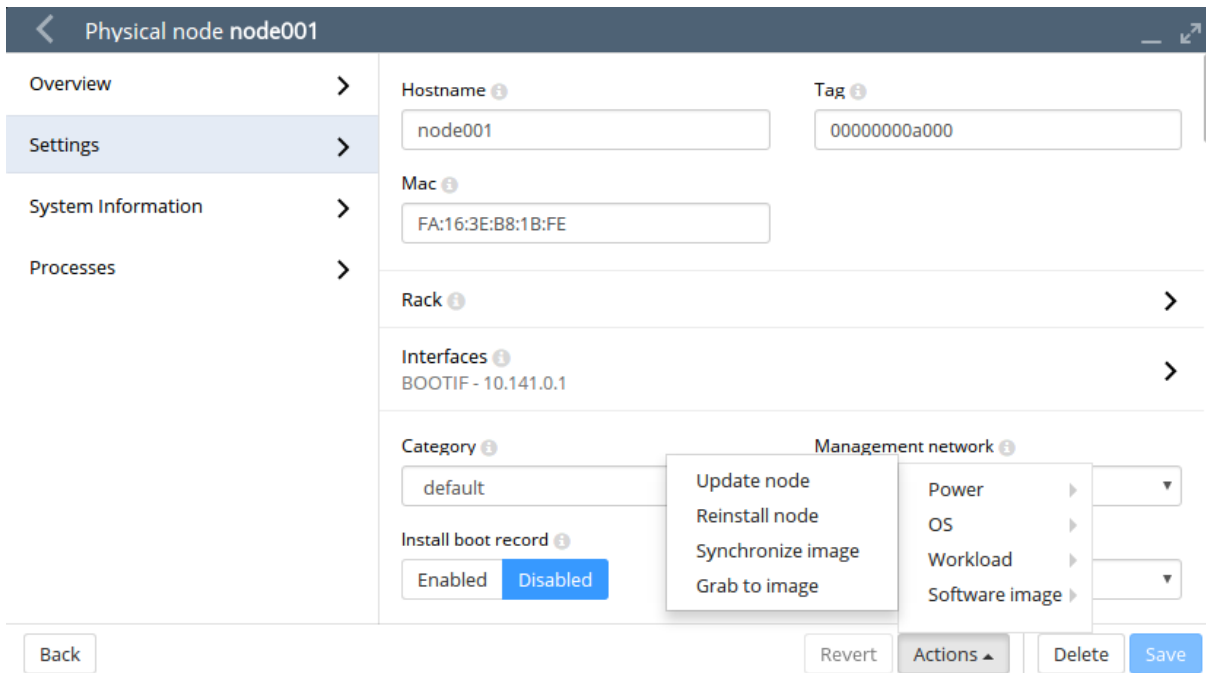 Physical node node001
Overview
Settings
System Information
Processes
Hostname
Tag
node001
00000000a000
Mac
FA:16:3E:B8:1B:FE
Rack
Interfaces
BOOTIF - 10.141.0.1
Category
Management network
default
Install boot record
Enabled
Disabled
Update node
Reinstall node
Synchronize image
Grab to image
Power
OS
Workload
Software image
Back
Revert
Actions
Delete
Save